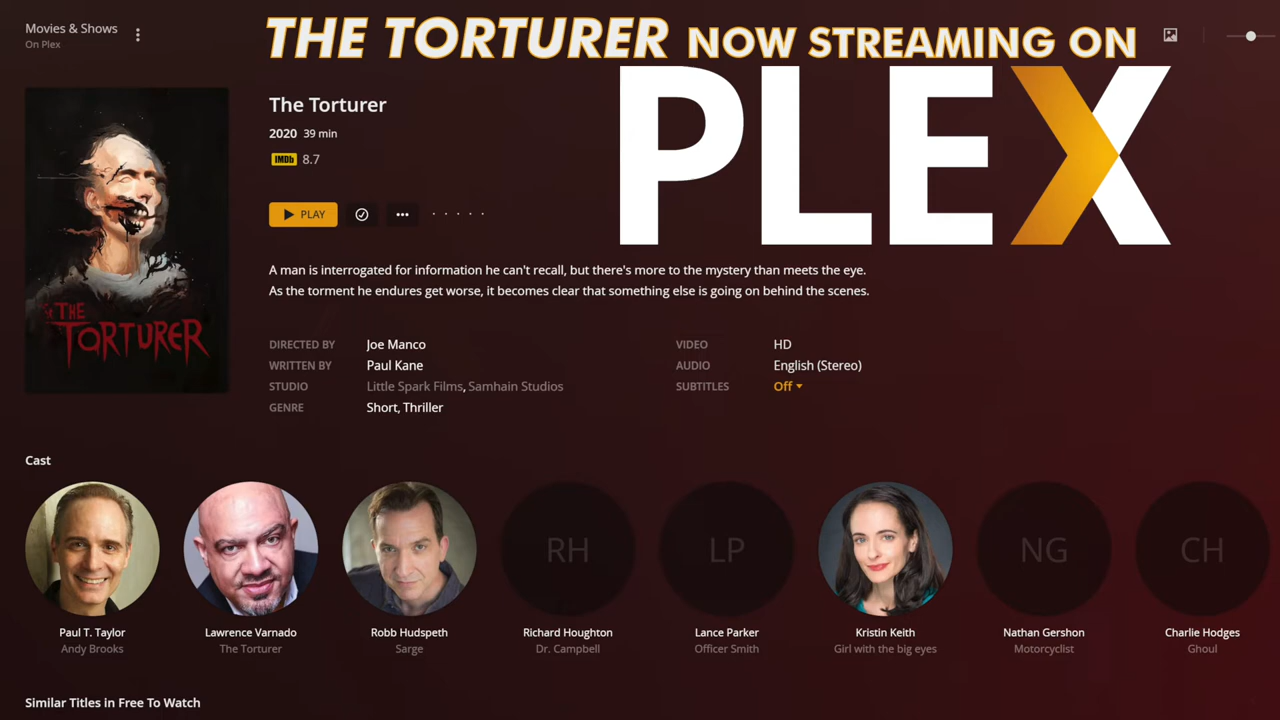 Movies & Shows
On Plex
THE TORTURER NOW STREAMING ON
PLEX
The Torturer
2020 39 min
IMDb 8.7
PLAY
A man is interrogated for information he can't recall, but there's more to the mystery than meets the eye.
As the torment he endures get worse, it becomes clear that something else is going on behind the scenes.
DIRECTED BY Joe Manco
WRITTEN BY Paul Kane
STUDIO Little Spark Films, Samhain Studios
GENRE Short, Thriller
VIDEO HD
AUDIO English (Stereo)
SUBTITLES Off
THE
TORTURER
Cast
RH LP NG CH
Paul T. Taylor Lawrence Varnado Robb Hudspeth Richard Houghton Lance Parker Kristin Keith Nathan Gershon Charlie Hodges
Andy Brooks The Torturer Sarge Dr. Campbell Officer Smith Girl with the big eyes Motorcyclist Ghoul
Similar Titles in Free To Watch